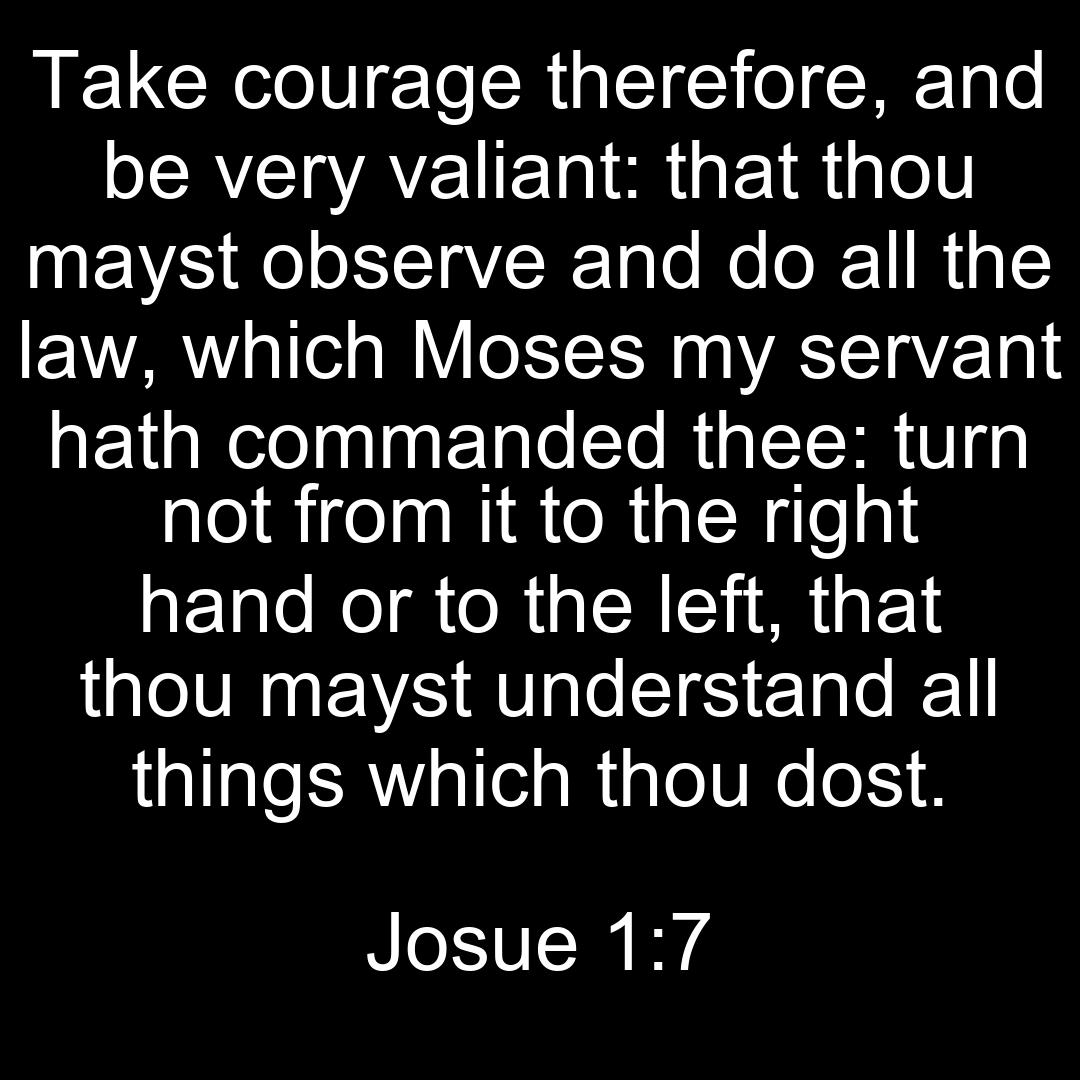 Take courage therefore, and
be very valiant: that thou
mayst observe and do all the
law, which Moses my servant
hath commanded thee: turn
not from it to the right
hand or to the left, that
thou mayst understand all
things which thou dost.
Josue 1:7